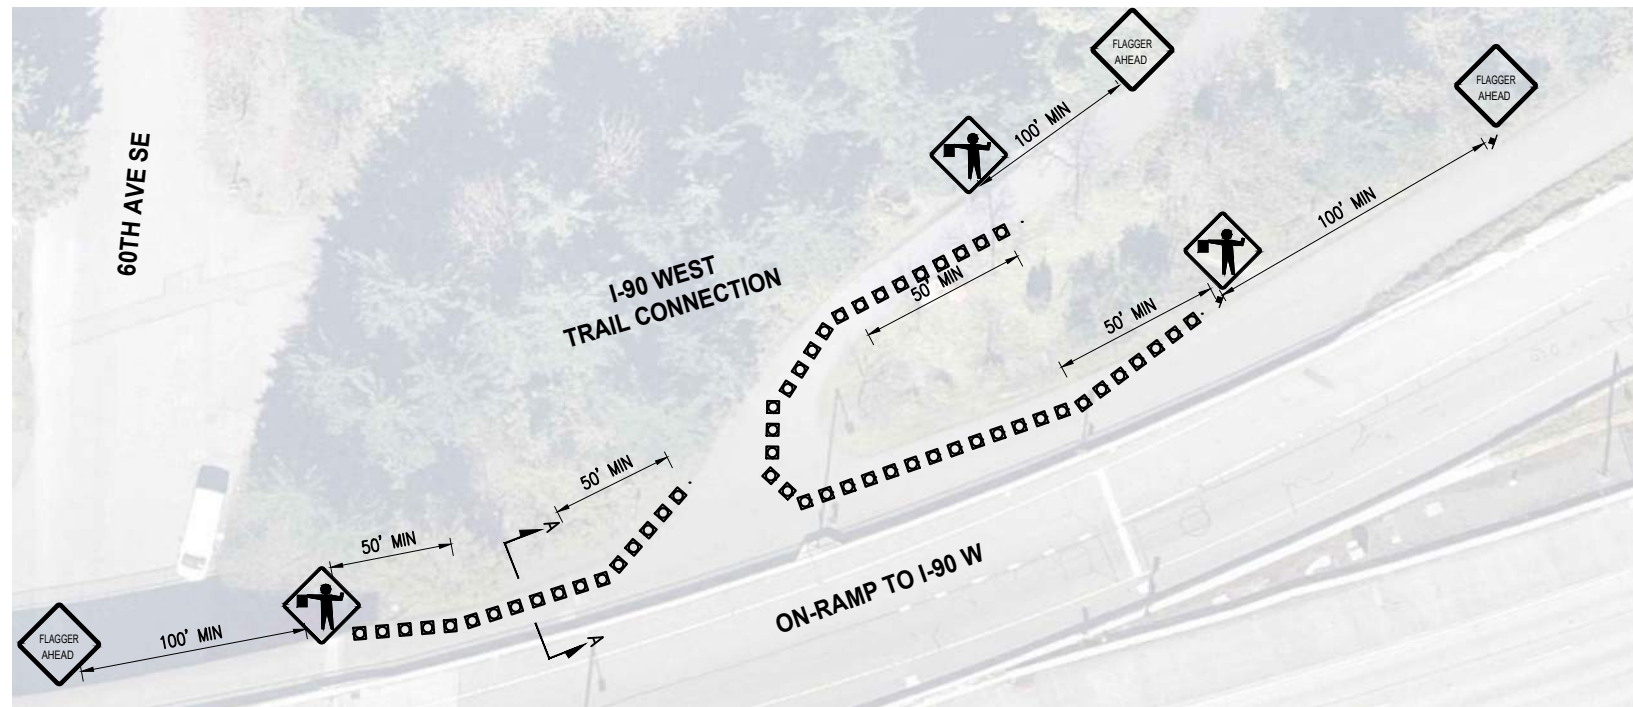 FLAGGER
AHEAD
FLAGGER
AHEAD
100' MIN
100' MIN
60TH AVE SE
I-90 WEST
TRAIL CONNECTION
50' MIN
50' MIN
50' MIN
50' MIN
A
A
ON-RAMP TO I-90 W
100' MIN
FLAGGER
AHEAD